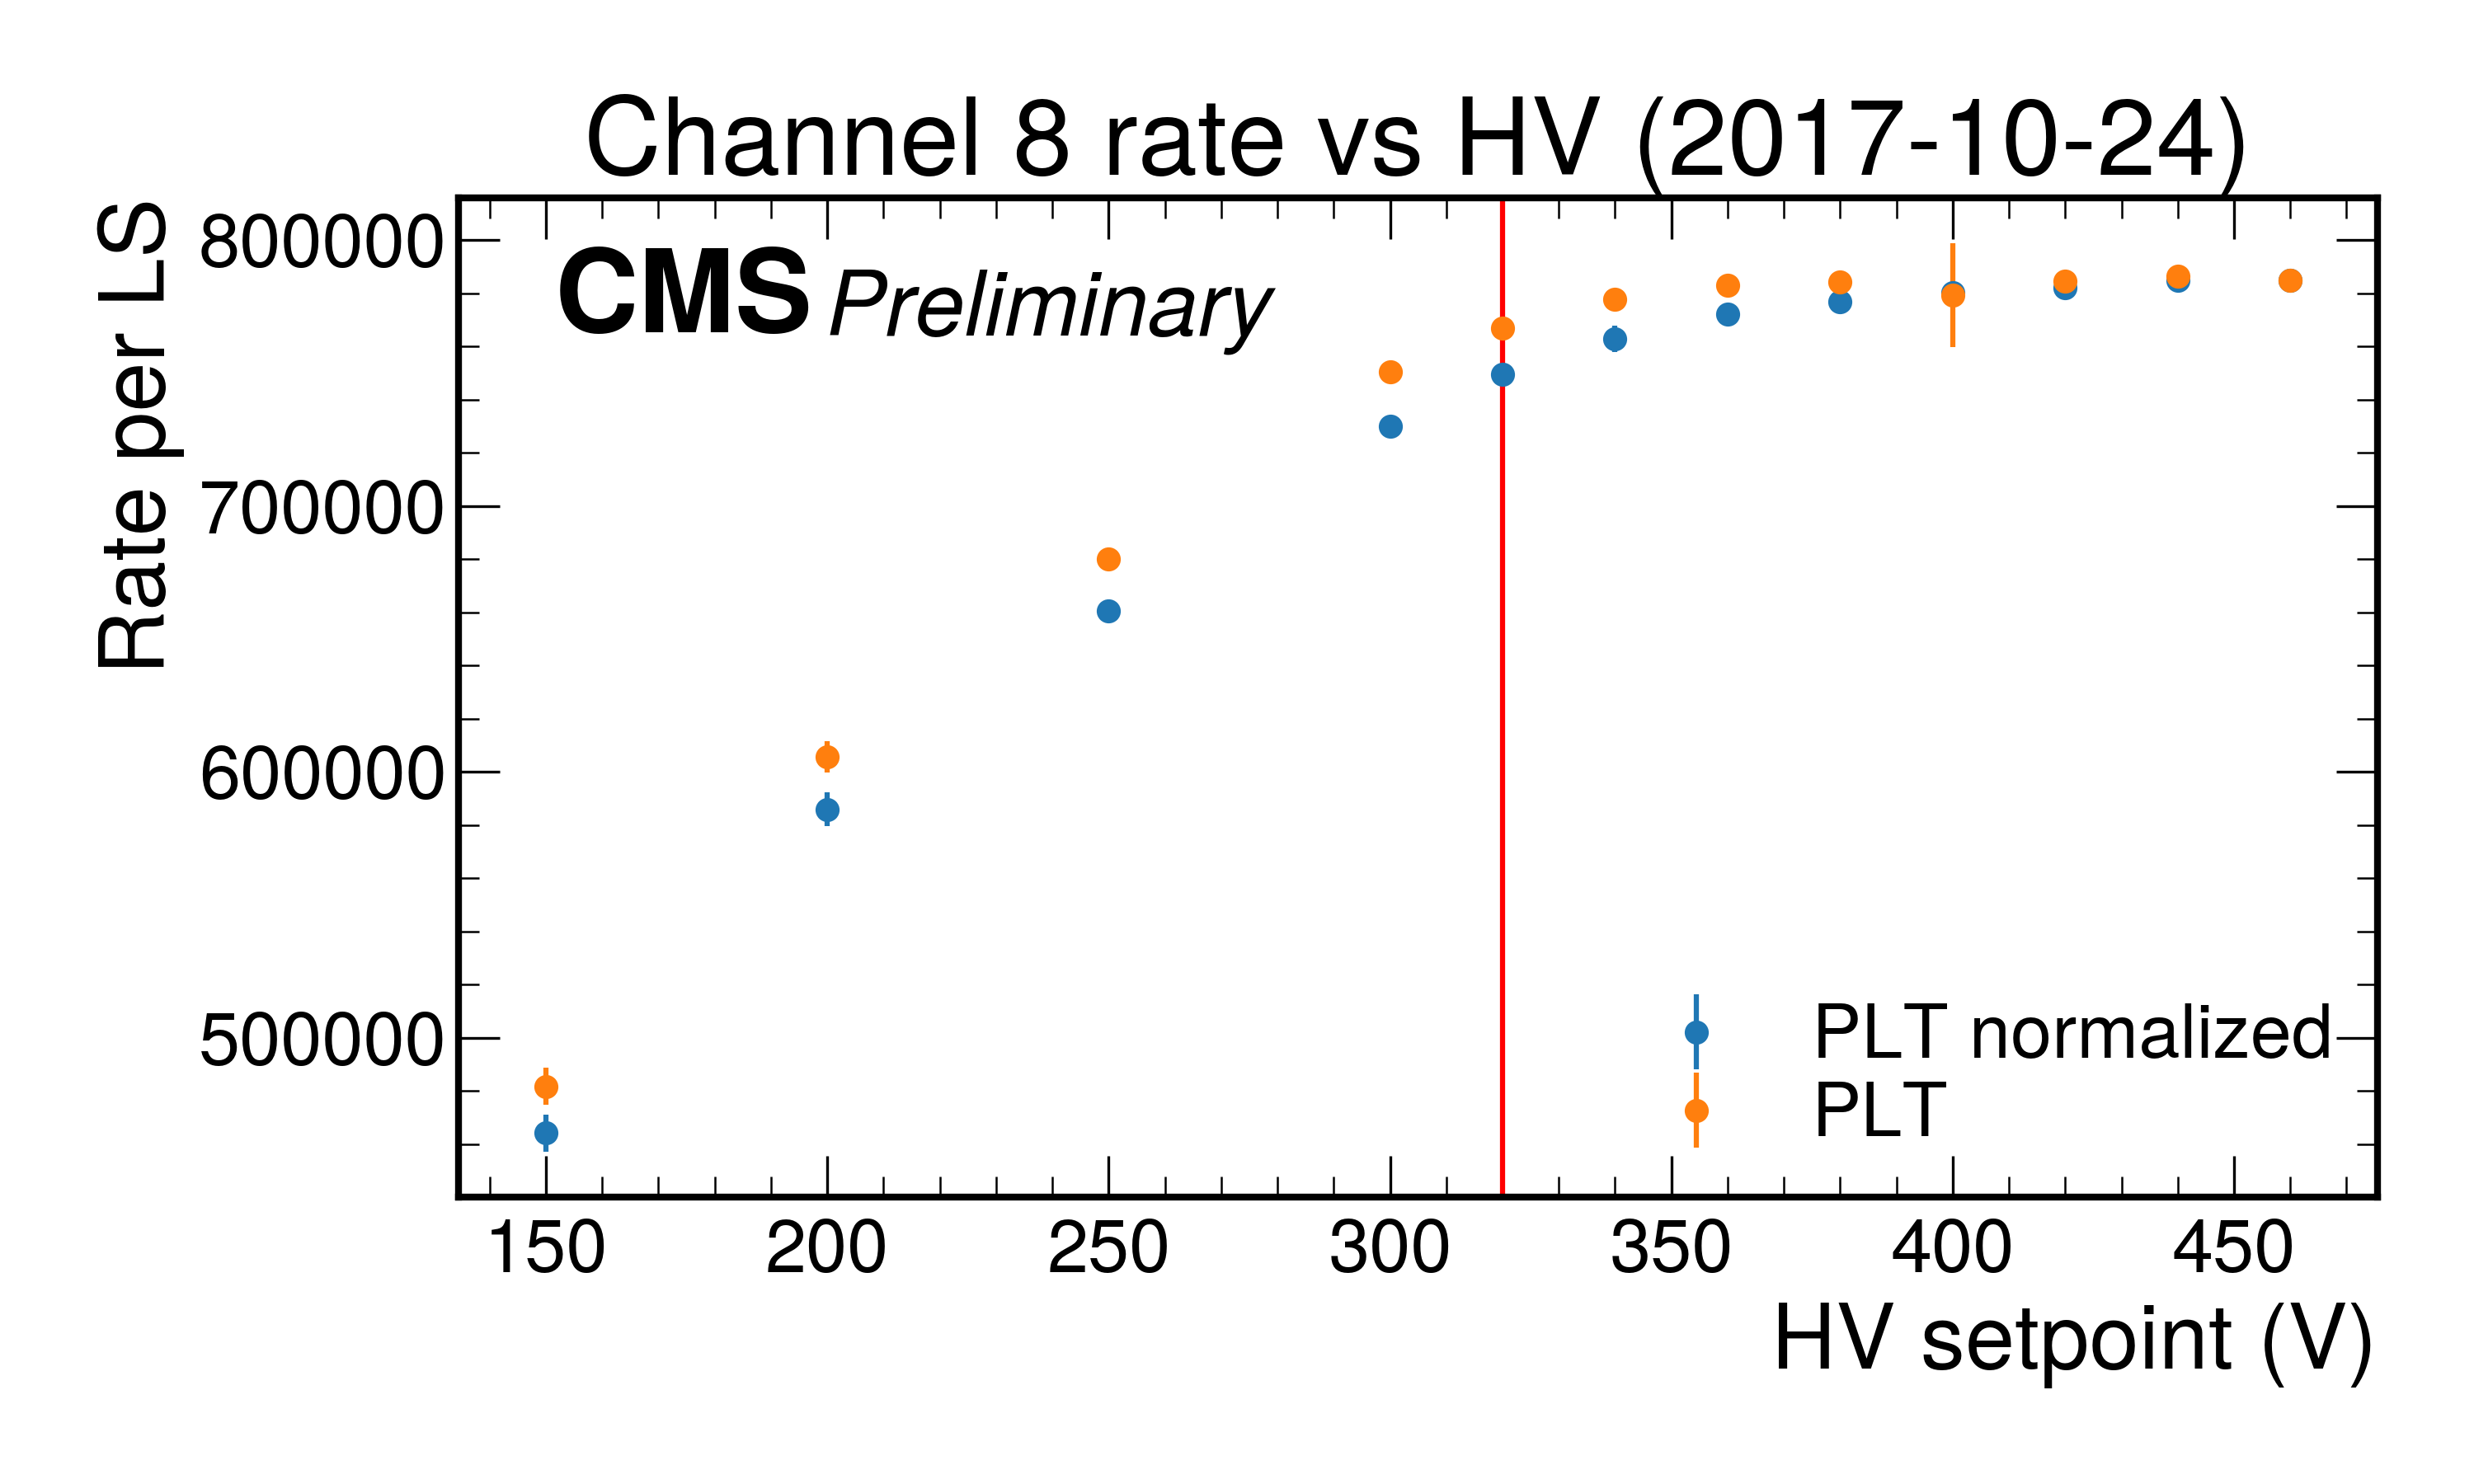 Channel 8 rate vs HV (2017-10-24)
CMS Preliminary
Rate per LS
800000
700000
600000
500000
PLT normalized
PLT
150 200 250 300 350 400 450
HV setpoint (V)